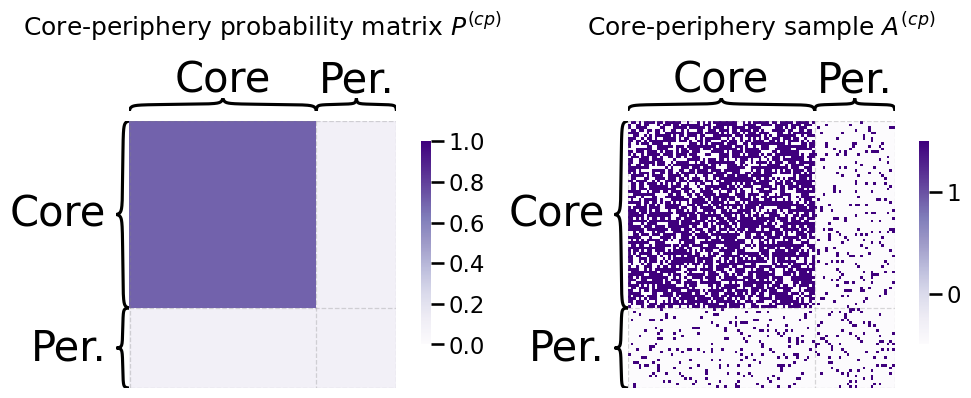 Core-periphery probability matrix P^(cp)
Core Per.
Core
Per.
1.0
0.8
0.6
0.4
0.2
0.0
Core-periphery sample A^(cp)
Core Per.
Core
Per.
1
0